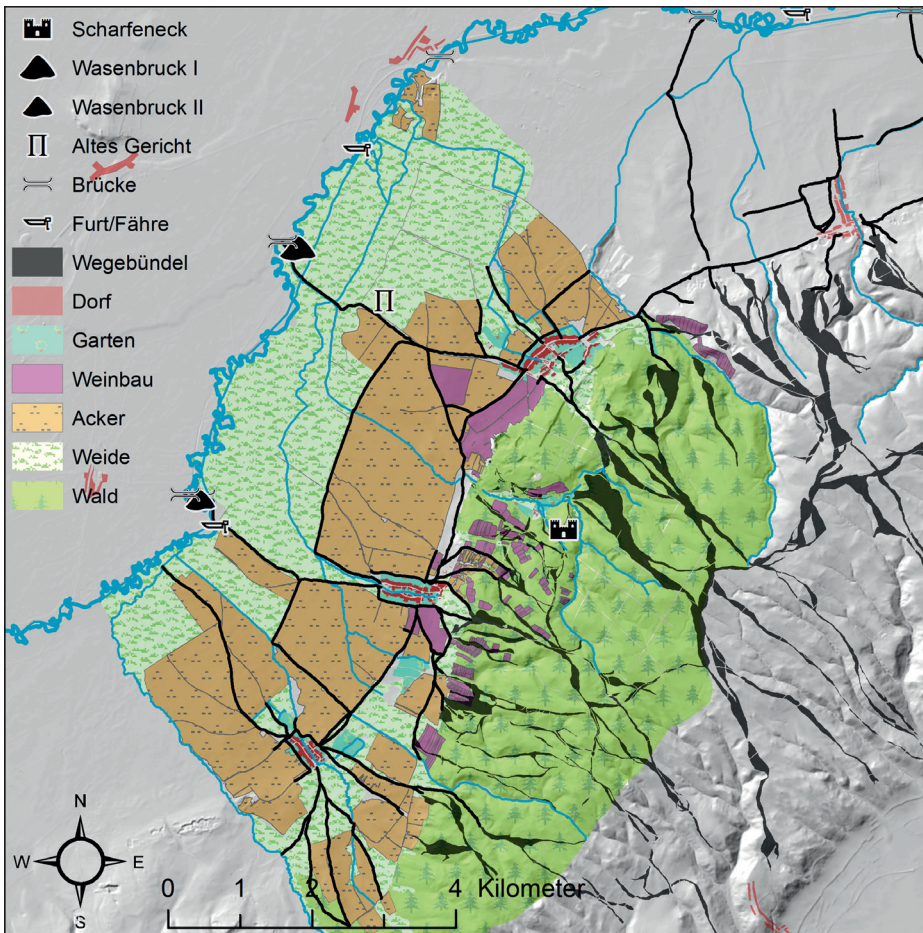 Scharfeneck
Wasenbruck I
Wasenbruck II
Altes Gericht
Brücke
Furt/Fähre
Wegebündel
Dorf
Garten
Weinbau
Acker
Weide
Wald
N
W E
S
0 1 2 4 Kilometer